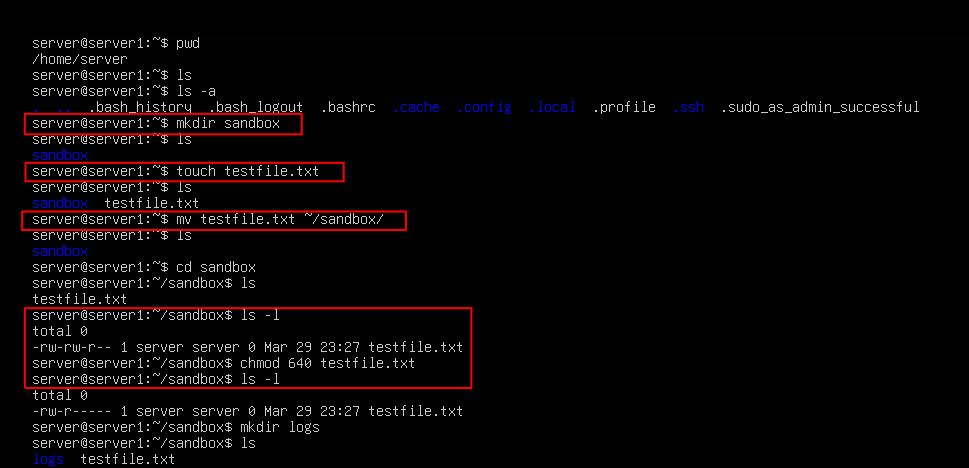 server@server1:~$ pwd
/home/server
server@server1:~$ ls
server@server1:~$ ls -a
.  ..  .bash_history  .bash_logout  .bashrc  .cache  .config  .local  .profile  .ssh  .sudo_as_admin_successful
server@server1:~$ mkdir sandbox
server@server1:~$ ls
sandbox
server@server1:~$ touch testfile.txt
server@server1:~$ ls
sandbox  testfile.txt
server@server1:~$ mv testfile.txt ~/sandbox/
server@server1:~$ ls
sandbox
server@server1:~$ cd sandbox
server@server1:~/sandbox$ ls
testfile.txt
server@server1:~/sandbox$ ls -l
total 0
-rw-rw-r-- 1 server server 0 Mar 29 23:27 testfile.txt
server@server1:~/sandbox$ chmod 640 testfile.txt
server@server1:~/sandbox$ ls -l
total 0
-rw-r----- 1 server server 0 Mar 29 23:27 testfile.txt
server@server1:~/sandbox$ mkdir logs
server@server1:~/sandbox$ ls
logs  testfile.txt